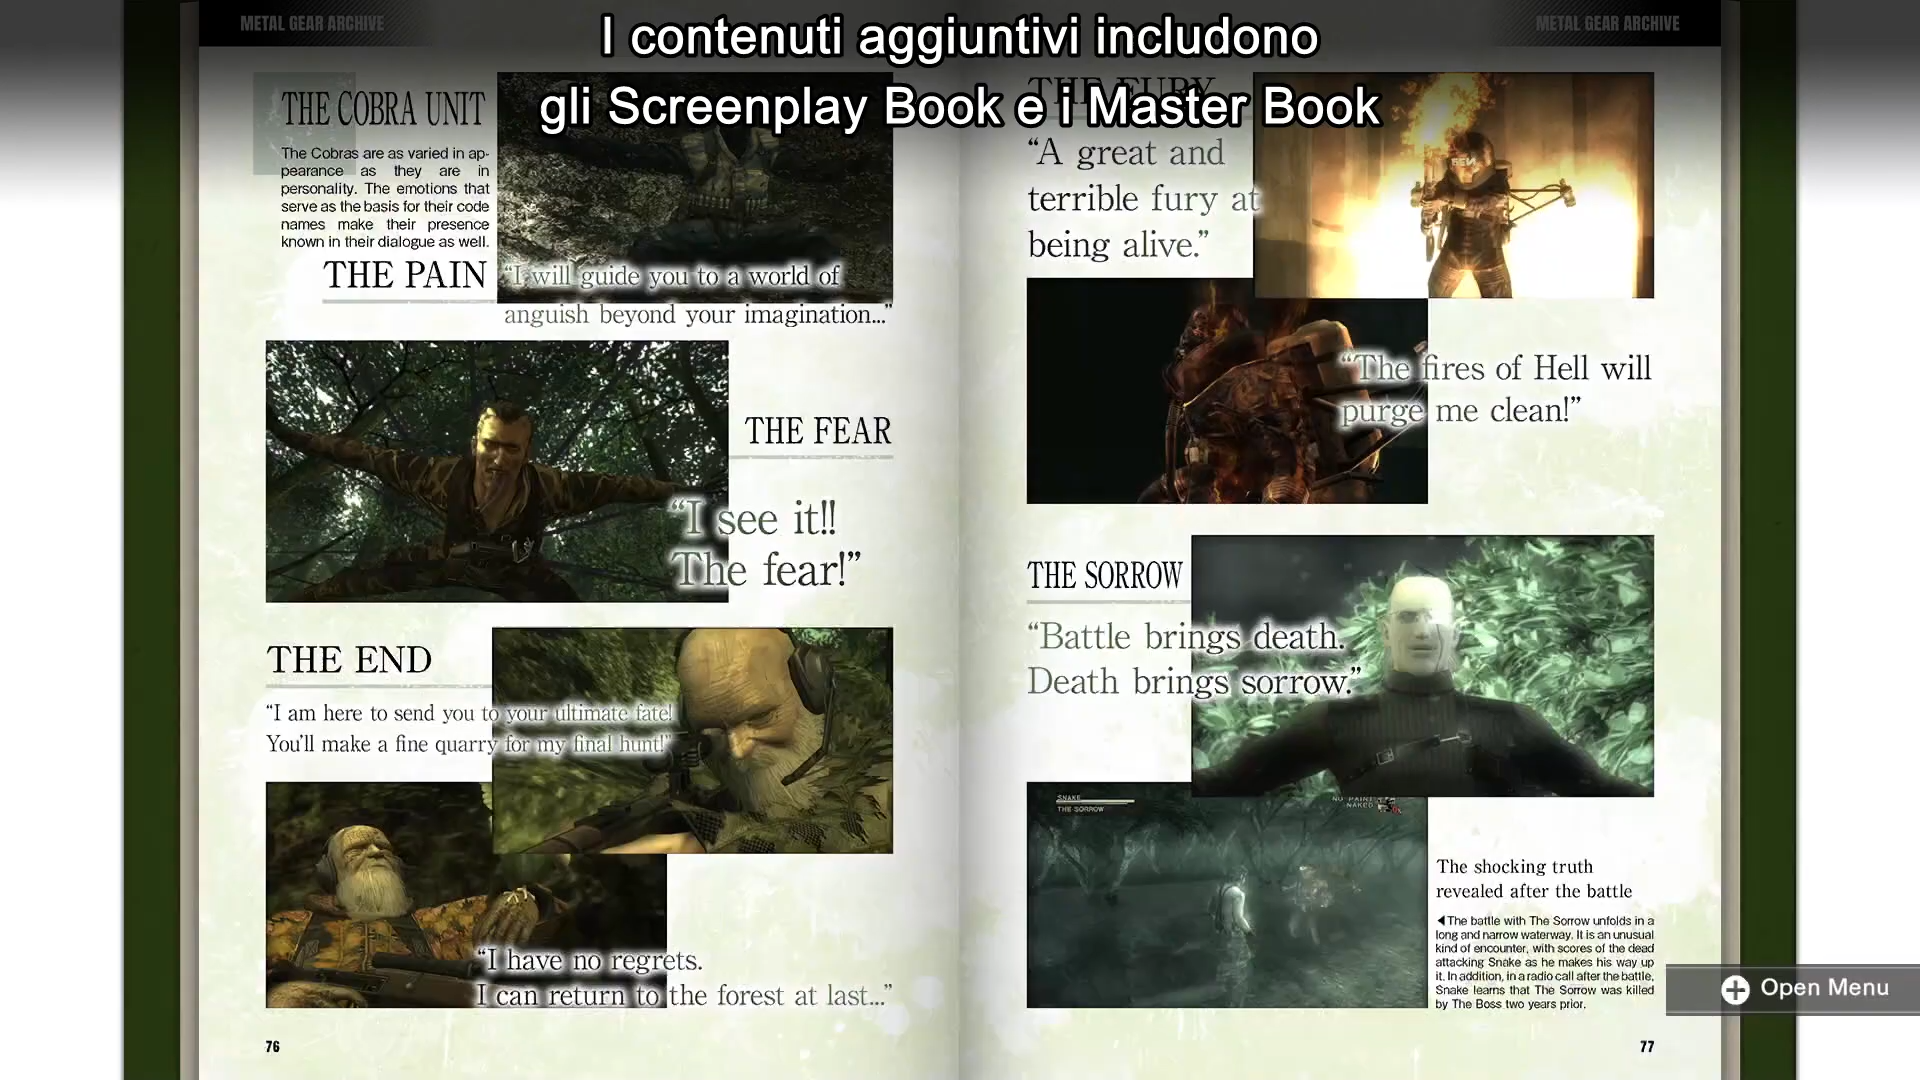 METAL GEAR ARCHIVE
METAL GEAR ARCHIVE
I contenuti aggiuntivi includono
gli Screenplay Book e i Master Book
THE COBRA UNIT
The Cobras are as varied in ap-
pearance as they are in
personality. The emotions that
serve as the basis for their code
names make their presence
known in their dialogue as well.
THE PAIN
“I will guide you to a world of
anguish beyond your imagination...”
THE FEAR
“I see it!!
The fear!”
THE END
“I am here to send you to your ultimate fate!
You'll make a fine quarry for my final hunt!”
“I have no regrets.
I can return to the forest at last...”
76
THE FURY
“A great and
terrible fury at
being alive.”
“The fires of Hell will
purge me clean!”
THE SORROW
“Battle brings death.
Death brings sorrow.”
SNAKE
THE SORROW
NO PAINT
NAKED
The shocking truth
revealed after the battle
◀The battle with The Sorrow unfolds in a
long and narrow waterway. It is an unusual
kind of encounter, with scores of the dead
attacking Snake as he makes his way up
it. In addition, in a radio call after the battle,
Snake learns that The Sorrow was killed
by The Boss two years prior.
Open Menu
77